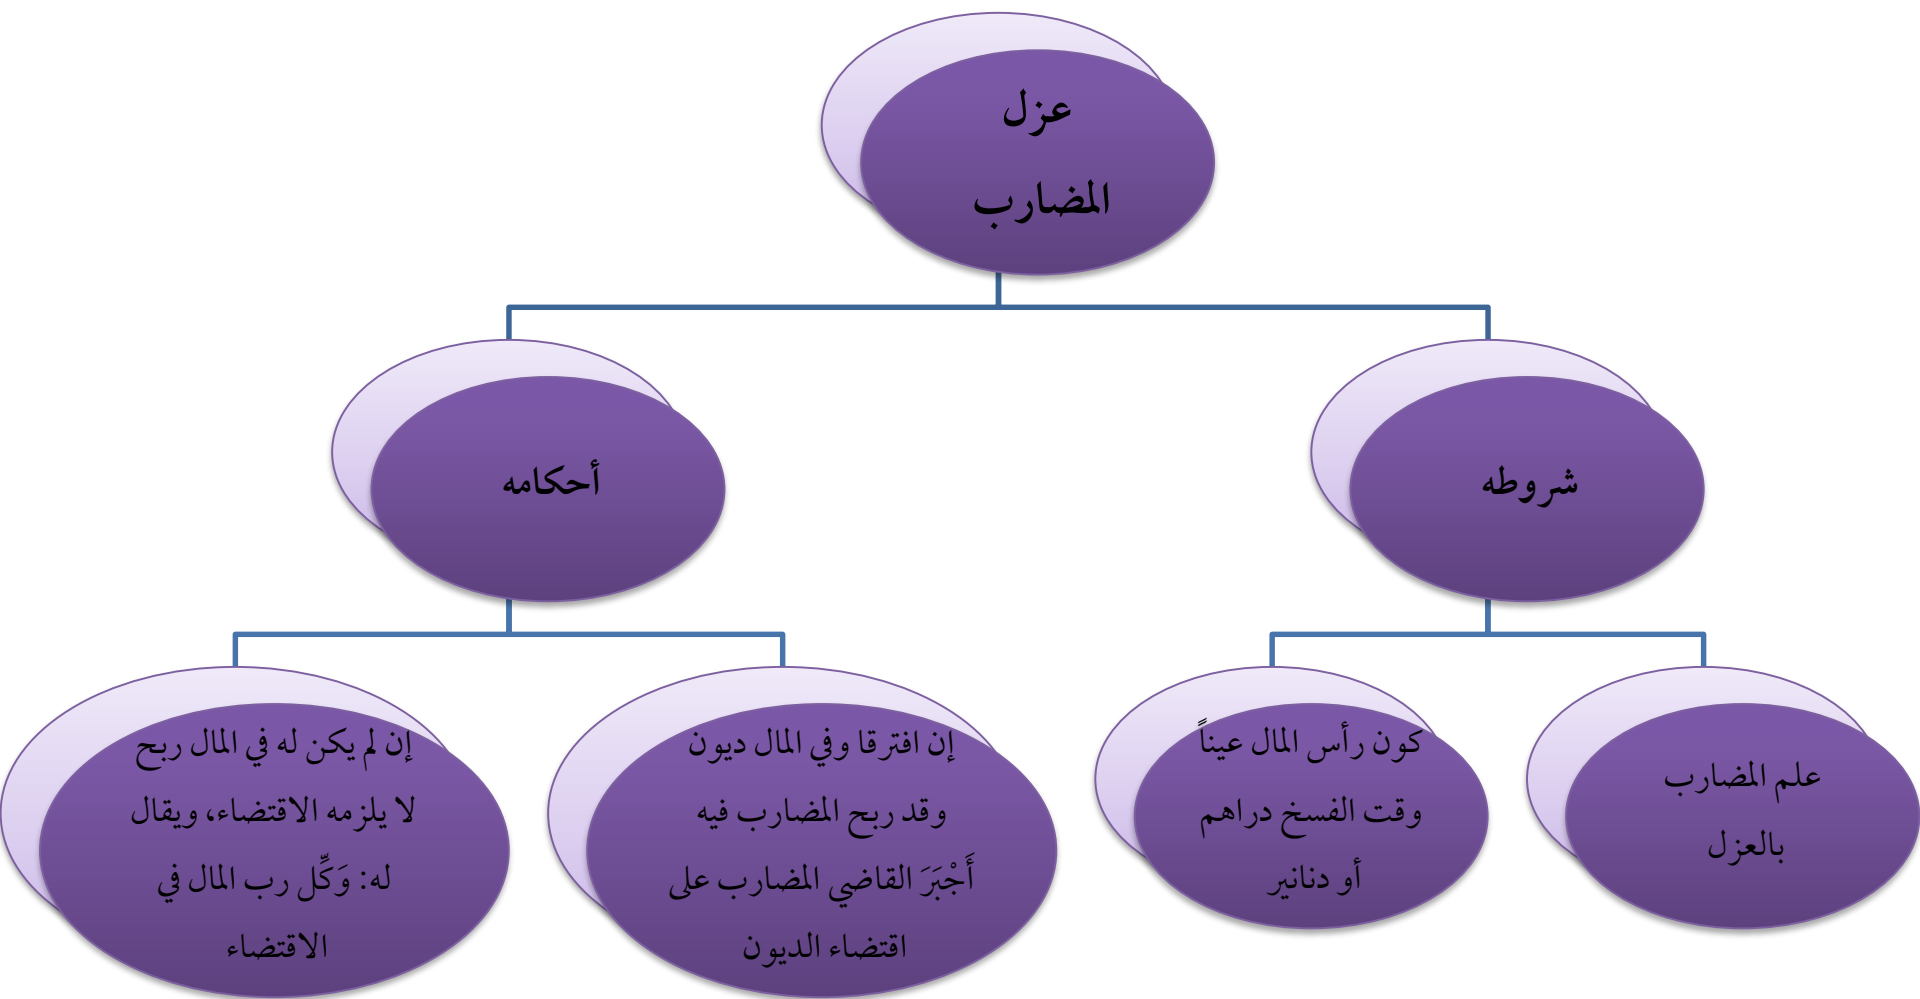 عزل
المضارب
شروطه
أحكامه
علم المضارب
بالعزل
كون رأس المال عيناً
وقت الفسخ دراهم
أو دنانير
إن افترقا وفي المال ديون
وقد ربح المضارب فيه
أَجْبَرَ القاضي المضارب على
اقتضاء الديون
إن لم يكن له في المال ربح
لا يلزمه الاقتضاء، ويقال
له: وَكِّل رب المال في
الاقتضاء